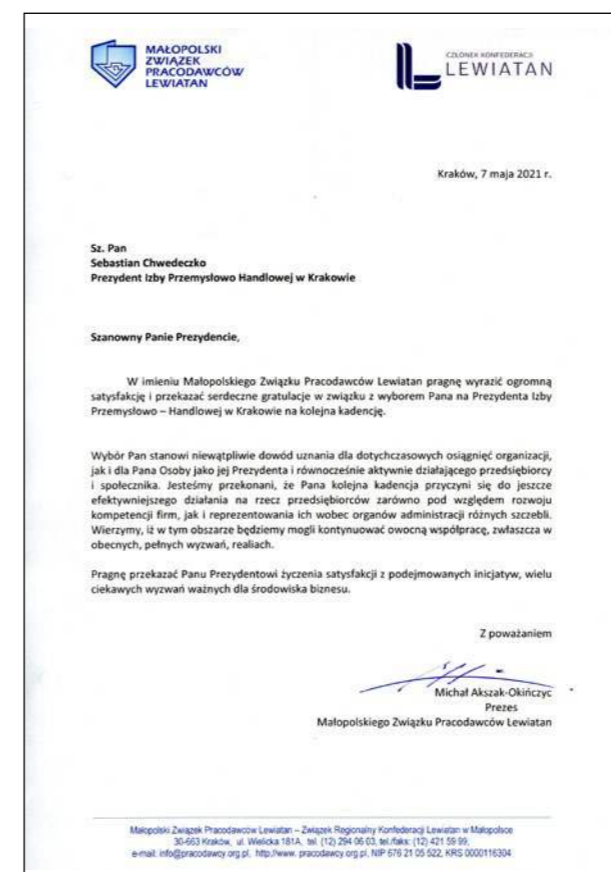 MAŁOPOLSKI
ZWIĄZEK
PRACODAWCÓW
LEWIATAN
CZŁONEK KONFEDERACJI
LEWIATAN
Kraków, 7 maja 2021 r.
Sz. Pan
Sebastian Chwedeczko
Prezydent Izby Przemysłowo Handlowej w Krakowie
Szanowny Panie Prezydencie,
W imieniu Małopolskiego Związku Pracodawców Lewiatan pragnę wyrazić ogromną
satysfakcję i przekazać serdeczne gratulacje w związku z wyborem Pana na Prezydenta Izby
Przemysłowo – Handlowej w Krakowie na kolejna kadencję.
Wybór Pan stanowi niewątpliwie dowód uznania dla dotychczasowych osiągnięć organizacji,
jak i dla Pana Osoby jako jej Prezydenta i równocześnie aktywnie działającego przedsiębiorcy
i społecznika. Jesteśmy przekonani, że Pana kolejna kadencja przyczyni się do jeszcze
efektywniejszego działania na rzecz przedsiębiorców zarówno pod względem rozwoju
kompetencji firm, jak i reprezentowania ich wobec organów administracji różnych szczebli.
Wierzymy, iż w tym obszarze będziemy mogli kontynuować owocną współpracę, zwłaszcza w
obecnych, pełnych wyzwań, realiach.
Pragnę przekazać Panu Prezydentowi życzenia satysfakcji z podejmowanych inicjatyw, wielu
ciekawych wyzwań ważnych dla środowiska biznesu.
Z poważaniem
Michał Akszak-Okińczyc
Prezes
Małopolskiego Związku Pracodawców Lewiatan
Małopolski Związek Pracodawców Lewiatan – Związek Regionalny Konfederacji Lewiatan w Małopolsce
30-663 Kraków, ul. Wielicka 181A, tel. (12) 294 06 03, tel./faks: (12) 421 59 99,
e-mail: info@pracodawcy.org.pl, http://www. pracodawcy.org.pl, NIP 676 21 05 522, KRS 0000116304